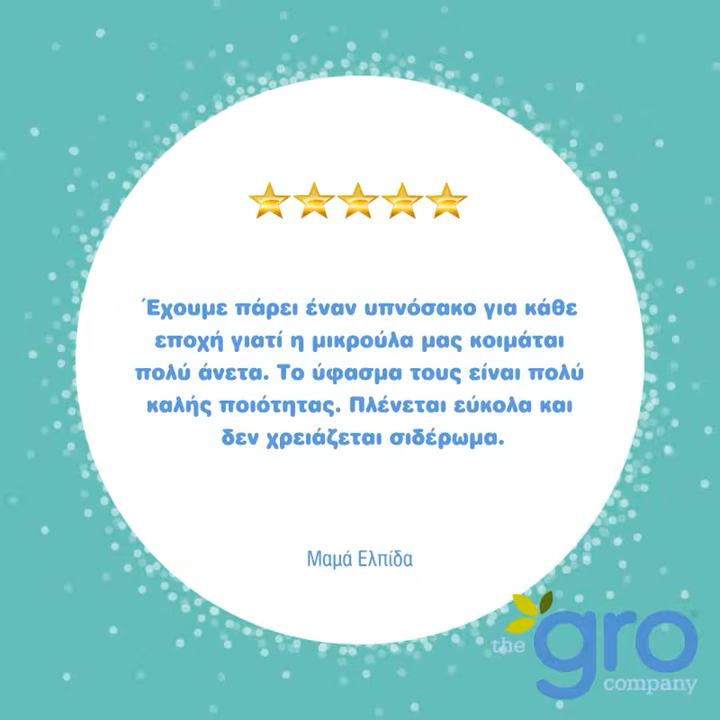 Έχουμε πάρει έναν υπνόσακο για κάθε
εποχή γιατί η μικρούλα μας κοιμάται
πολύ άνετα. Το ύφασμα τους είναι πολύ
καλής ποιότητας. Πλένεται εύκολα και
δεν χρειάζεται σιδέρωμα.
Μαμά Ελπίδα
the gro
company